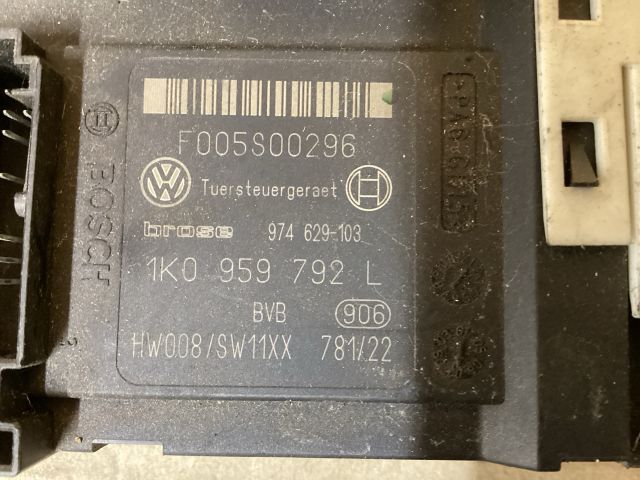 F005S00296
Tuersteuergeraet
brose 974 629-103
1K0 959 792 L
BVB 906
HW008/SW11XX 781/22
BOSCH